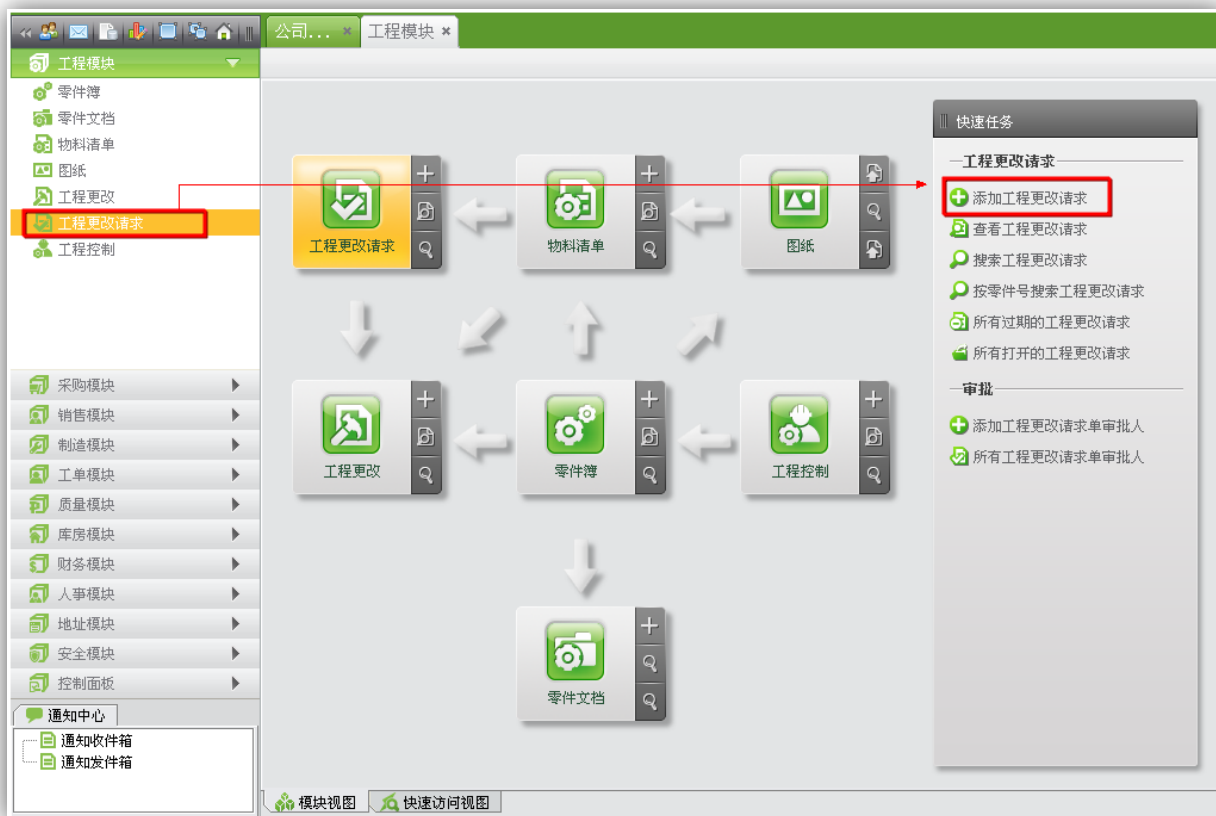 公司...
工程模块
工程模块
零件簿
零件文档
物料清单
图纸
工程更改
工程更改请求
工程控制
采购模块
销售模块
制造模块
工单模块
质量模块
库房模块
财务模块
人事模块
地址模块
安全模块
控制面板
通知中心
通知收件箱
通知发件箱
工程更改请求
物料清单
图纸
工程更改
零件簿
工程控制
零件文档
快速任务
工程更改请求
添加工程更改请求
查看工程更改请求
搜索工程更改请求
按零件号搜索工程更改请求
所有过期的工程更改请求
所有打开的工程更改请求
审批
添加工程更改请求单审批人
所有工程更改请求单审批人
模块视图
快速访问视图